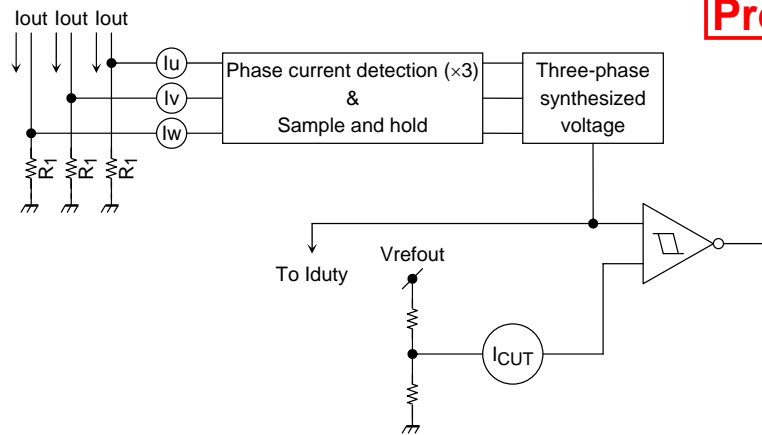 Iout Iout Iout
Iu
Iv
Iw
Phase current detection (×3)
&
Sample and hold
Three-phase
synthesized
voltage
R1 R1 R1
To Iduty
Vrefout
ICUT